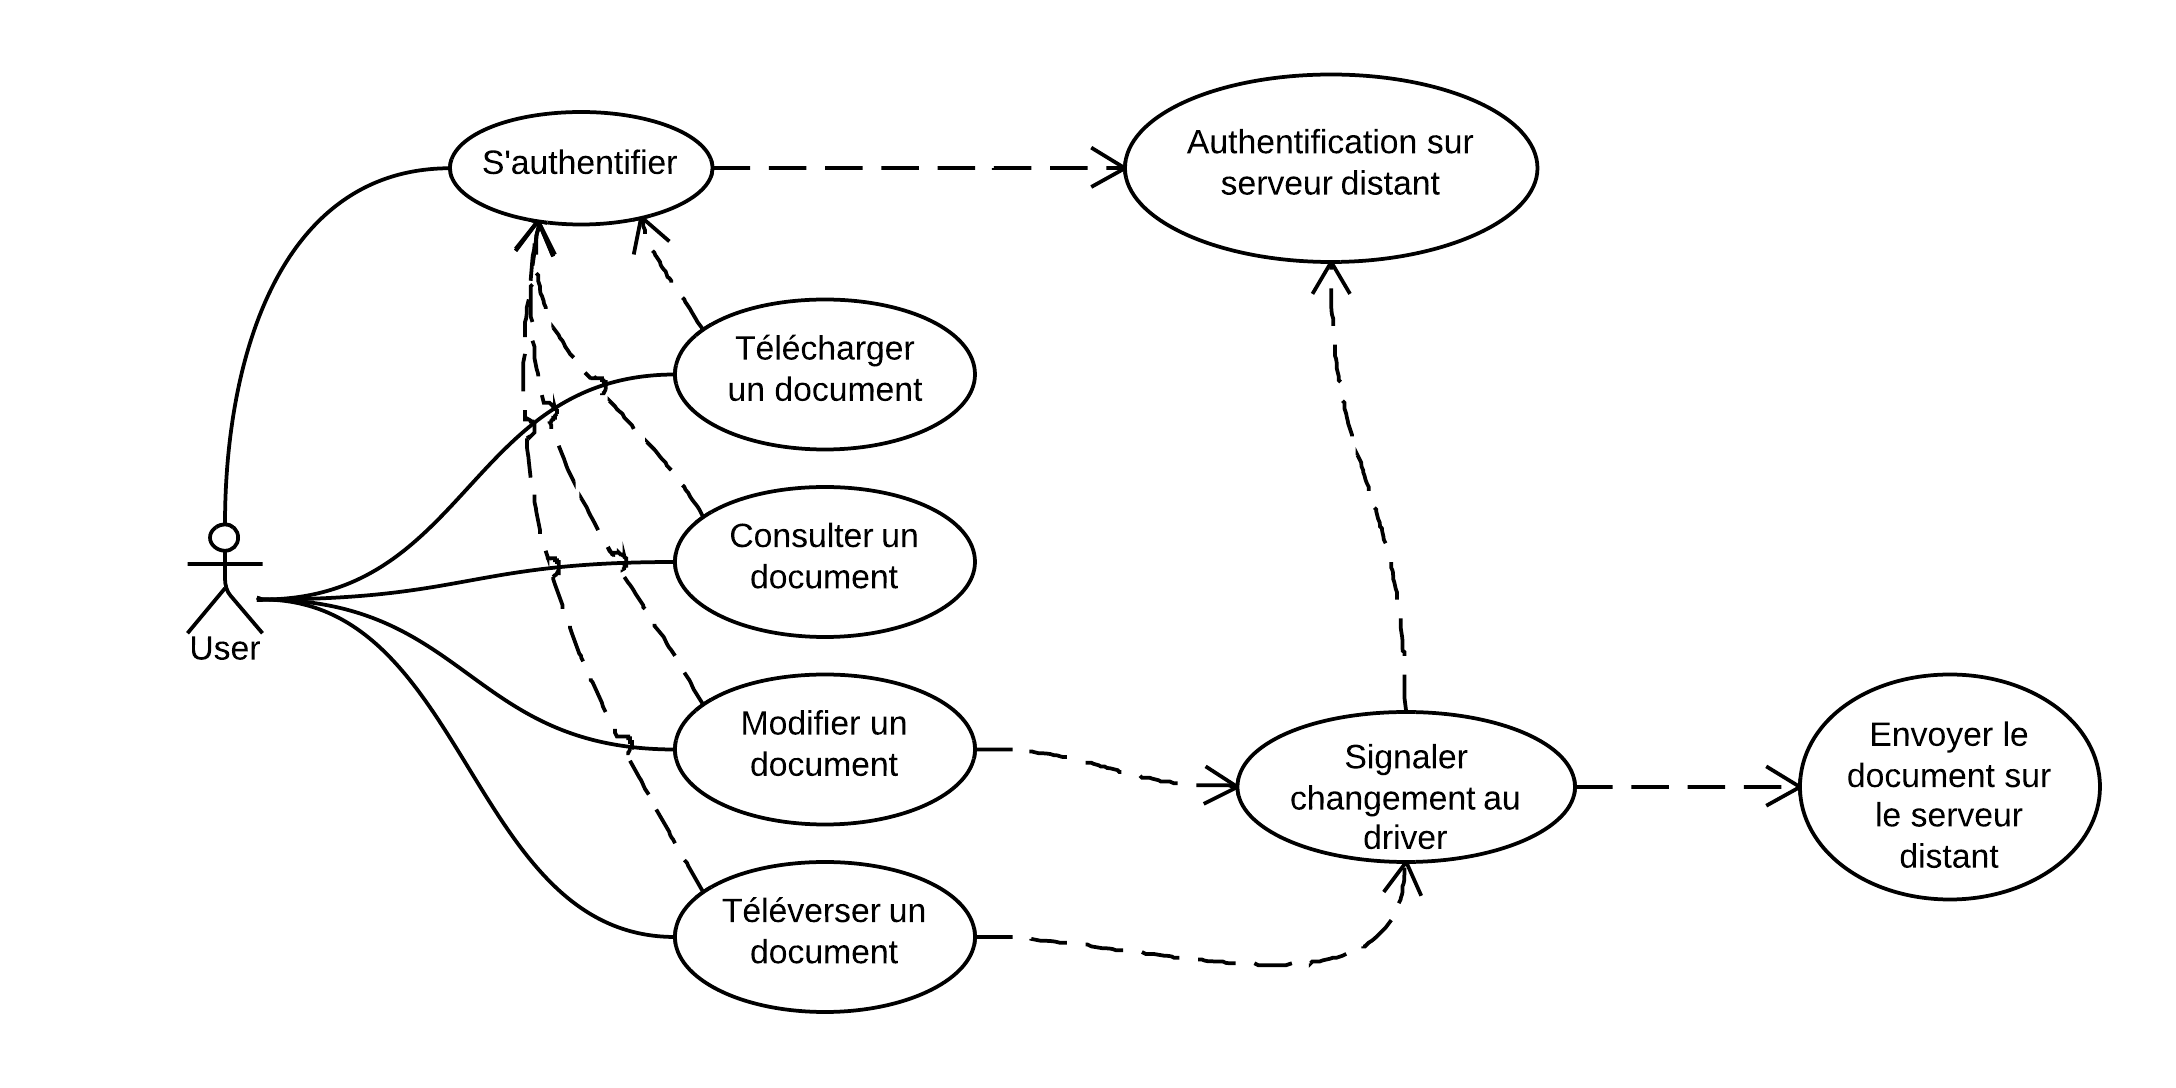 S'authentifier
Authentification sur
serveur distant
Télécharger
un document
Consulter un
document
User
Modifier un
document
Signaler
changement au
driver
Envoyer le
document sur
le serveur
distant
Téléverser un
document